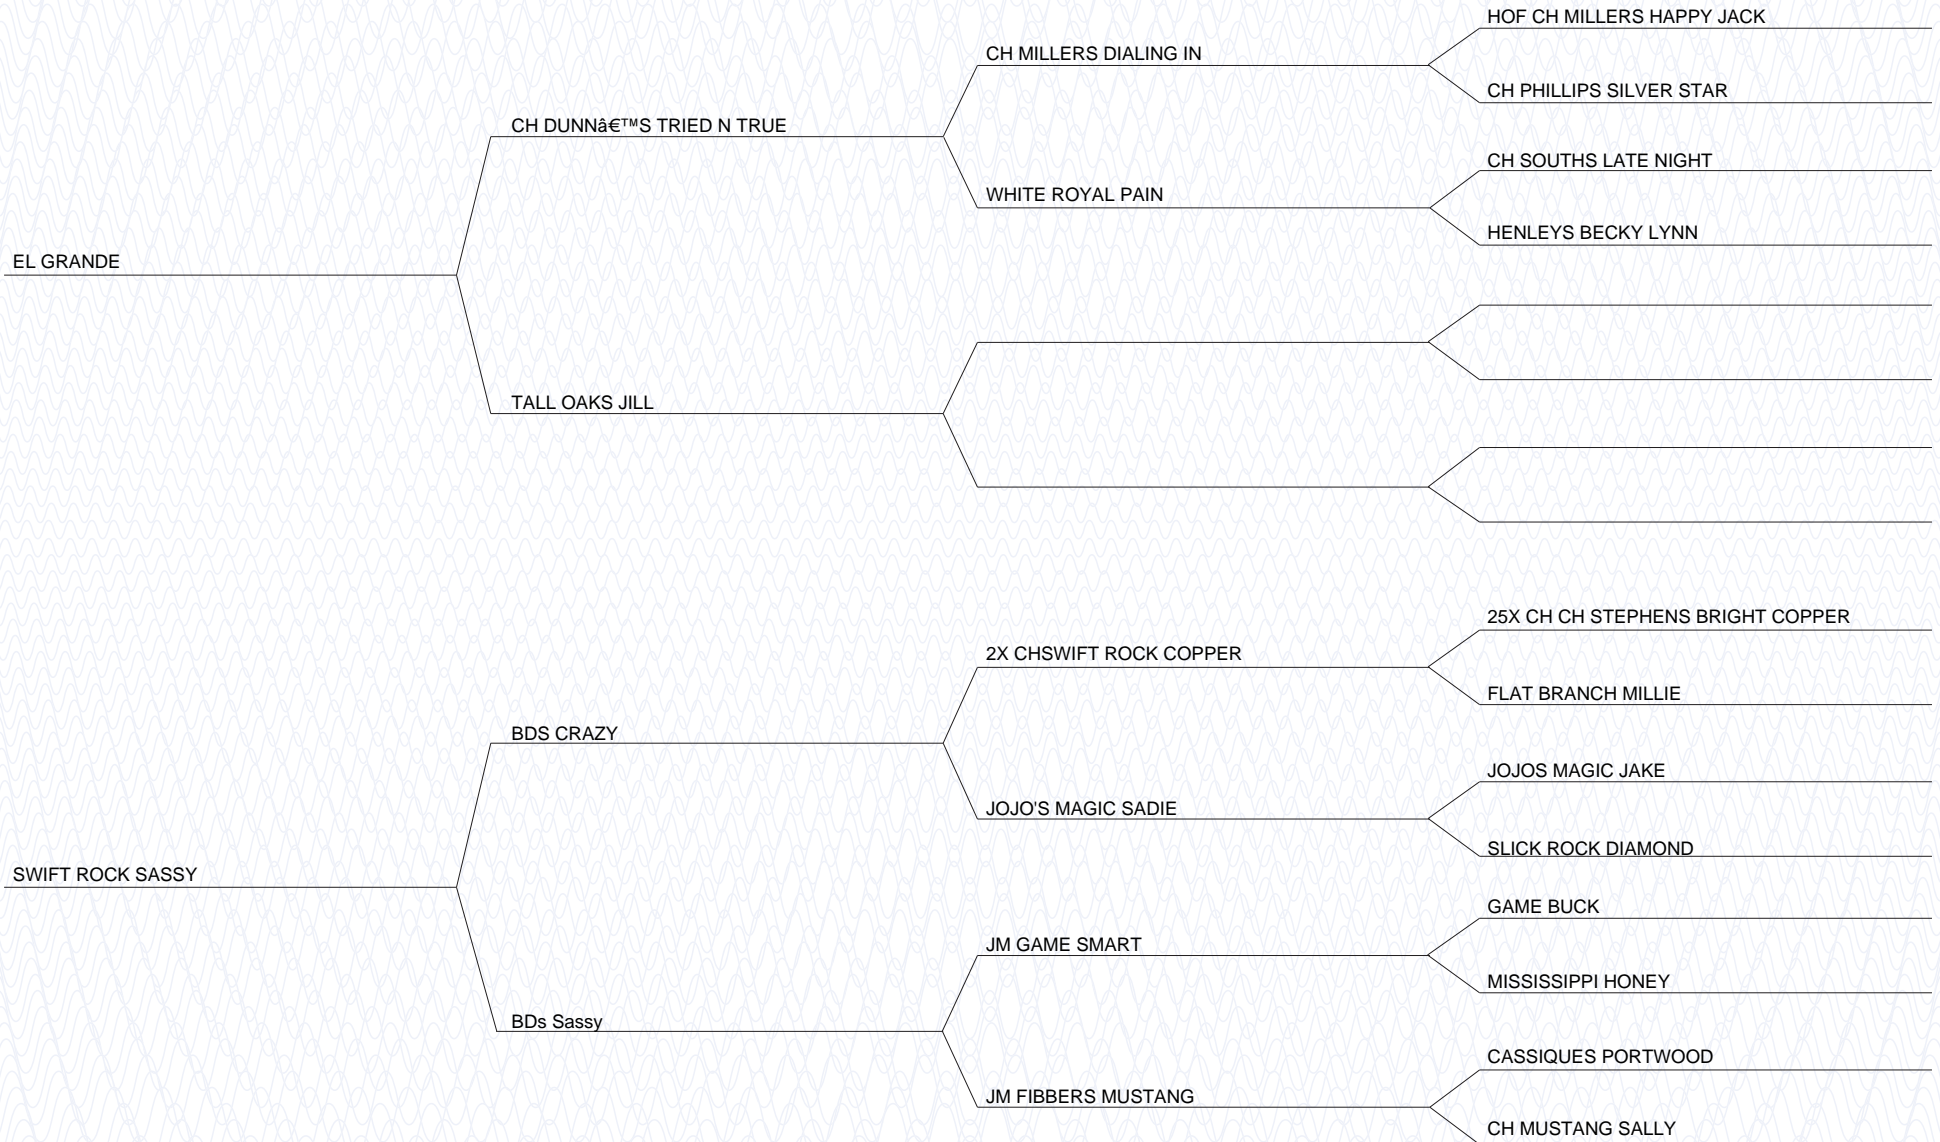 HOF CH MILLERS HAPPY JACK
CH MILLERS DIALING IN
CH PHILLIPS SILVER STAR
CH DUNNâ€™S TRIED N TRUE
CH SOUTHS LATE NIGHT
WHITE ROYAL PAIN
HENLEYS BECKY LYNN
EL GRANDE
TALL OAKS JILL
25X CH CH STEPHENS BRIGHT COPPER
2X CHSWIFT ROCK COPPER
FLAT BRANCH MILLIE
BDS CRAZY
JOJOS MAGIC JAKE
JOJO'S MAGIC SADIE
SLICK ROCK DIAMOND
SWIFT ROCK SASSY
GAME BUCK
JM GAME SMART
MISSISSIPPI HONEY
BDs Sassy
CASSIQUES PORTWOOD
JM FIBBERS MUSTANG
CH MUSTANG SALLY